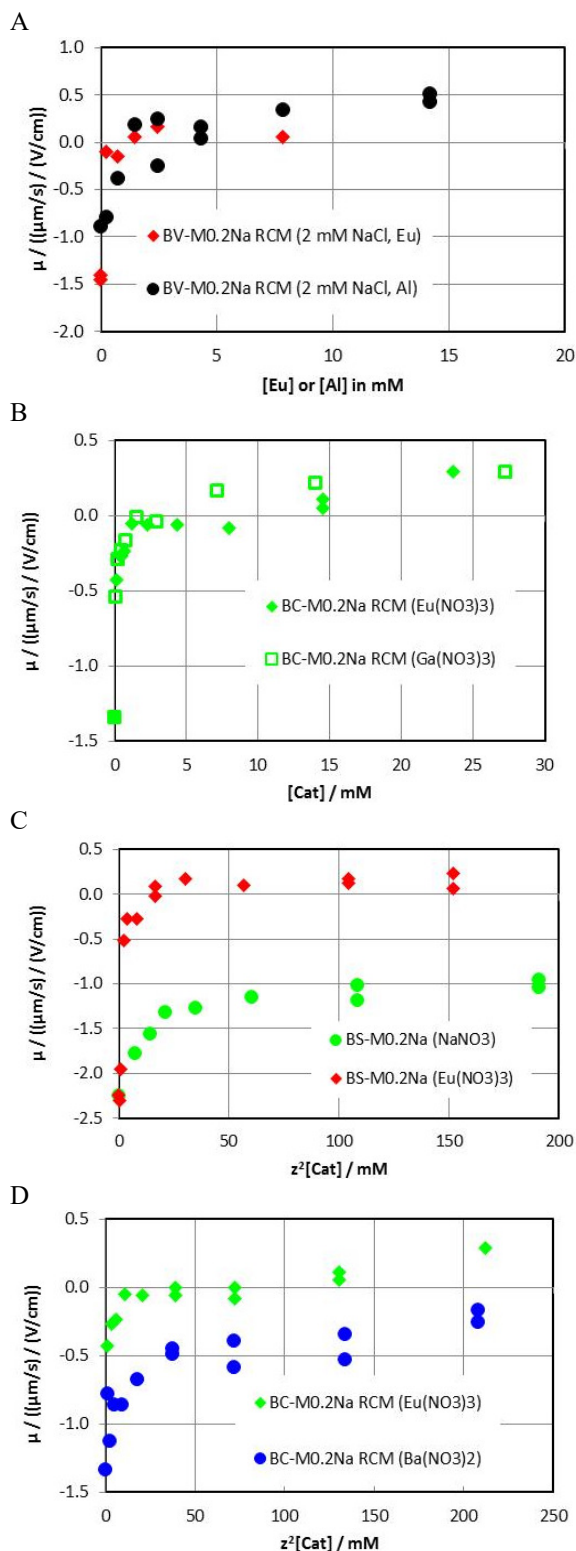 A
1.0
0.5
0.0
-0.5
-1.0
-1.5
-2.0
μ / ((μm/s) / (V/cm))
BV-M0.2Na RCM (2 mM NaCl, Eu)
BV-M0.2Na RCM (2 mM NaCl, Al)
0 5 10 15 20
[Eu] or [Al] in mM
B
0.5
0.0
-0.5
-1.0
-1.5
μ / ((μm/s) / (V/cm))
BC-M0.2Na RCM (Eu(NO3)3)
BC-M0.2Na RCM (Ga(NO3)3)
0 5 10 15 20 25 30
[Cat] / mM
C
0.5
0.0
-0.5
-1.0
-1.5
-2.0
-2.5
μ / ((μm/s) / (V/cm))
BS-M0.2Na (NaNO3)
BS-M0.2Na (Eu(NO3)3)
0 50 100 150 200
z²[Cat] / mM
D
0.5
0.0
-0.5
-1.0
-1.5
μ / ((μm/s) / (V/cm))
BC-M0.2Na RCM (Eu(NO3)3)
BC-M0.2Na RCM (Ba(NO3)2)
0 50 100 150 200 250
z²[Cat] / mM